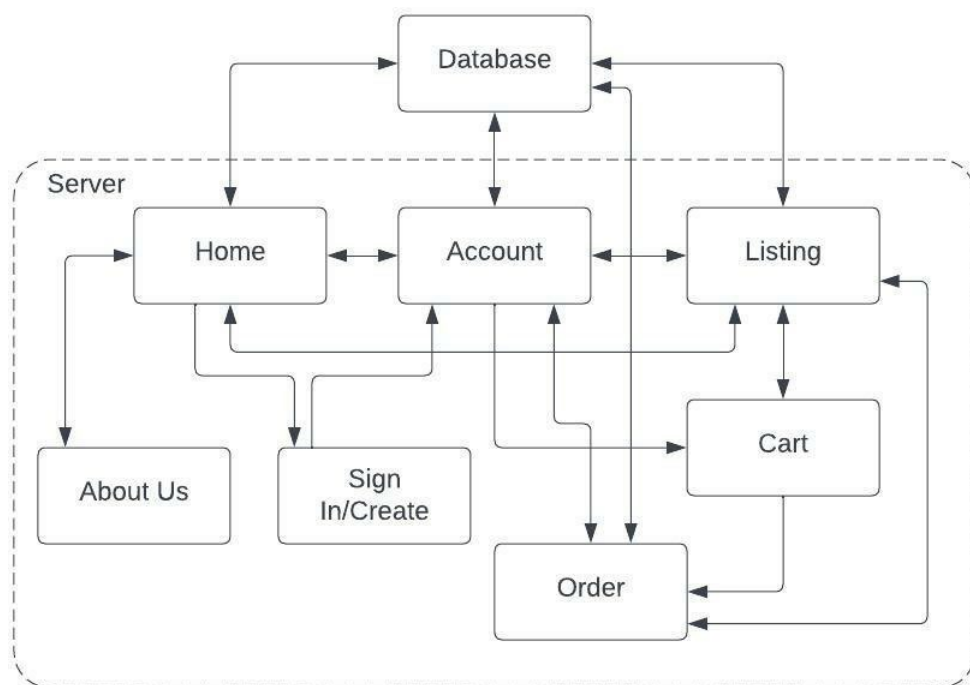 Database
Server
Home
Account
Listing
Cart
About Us
Sign
In/Create
Order